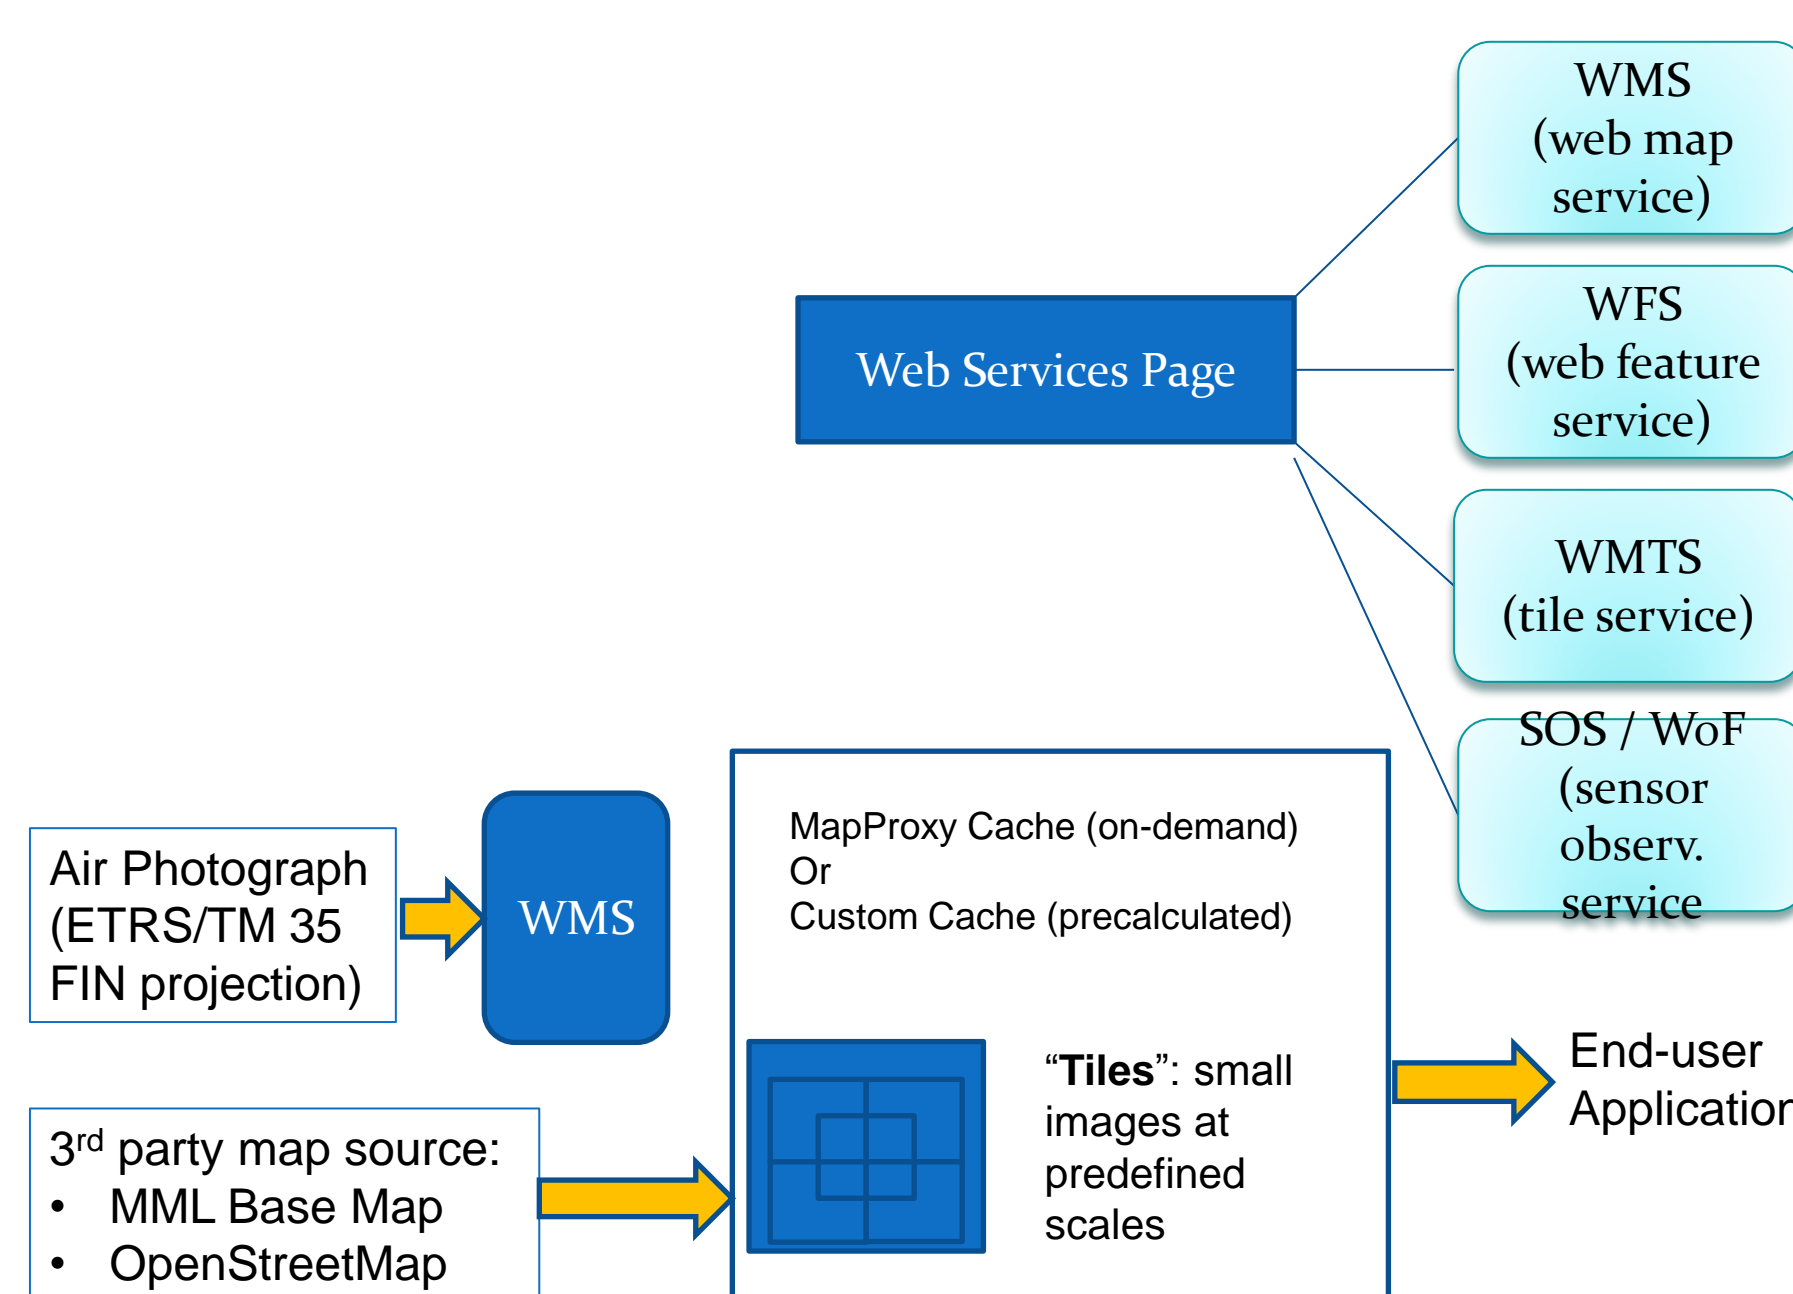 WMS
(web map
service)
WFS
(web feature
service)
Web Services Page
WMTS
(tile service)
SOS / WoF
(sensor
observ.
service
MapProxy Cache (on-demand)
Or
Custom Cache (precalculated)
Air Photograph
(ETRS/TM 35
FIN projection)
WMS
“Tiles”: small
images at
predefined
scales
End-user
Application
3rd party map source:
• MML Base Map
• OpenStreetMap